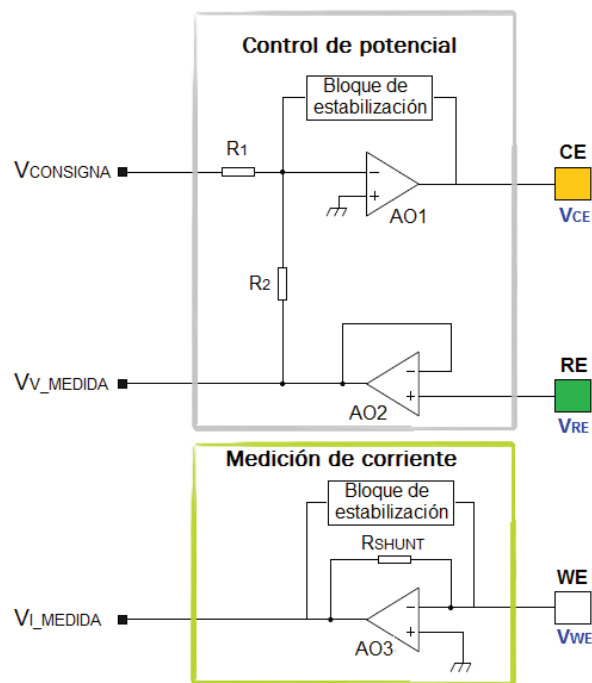 Control de potencial
Bloque de
estabilización
R1
VCONSIGNA
CE
VCE
AO1
R2
VV_MEDIDA
AO2
RE
VRE
Medición de corriente
Bloque de
estabilización
RSHUNT
WE
VWE
VI_MEDIDA
AO3